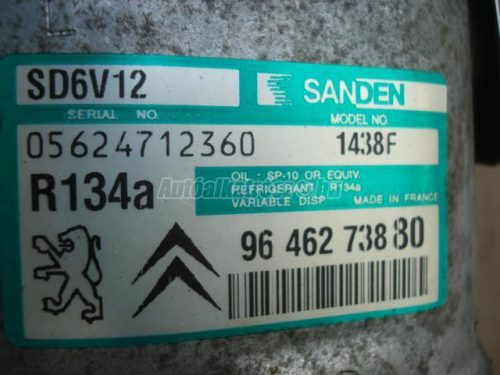 SD6V12
SANDEN
SERIAL NO.
MODEL NO.
05624712360
1438F
R134a
OIL : SP-10 OR EQUIV.
REFRIGERANT R134a
VARIABLE DISP. MADE IN FRANCE
96 462 738 80